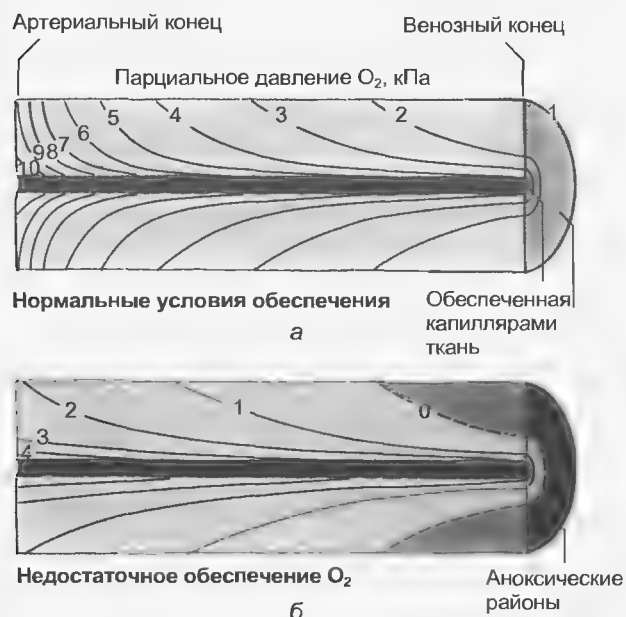 Артериальный конец
Венозный конец
Парциальное давление O₂, кПа
10 9 8 7 6 5 4 3 2 1
Нормальные условия обеспечения
Обеспеченная
капиллярами
ткань
а
4 3 2 1 0
Недостаточное обеспечение O₂
Аноксические
районы
б